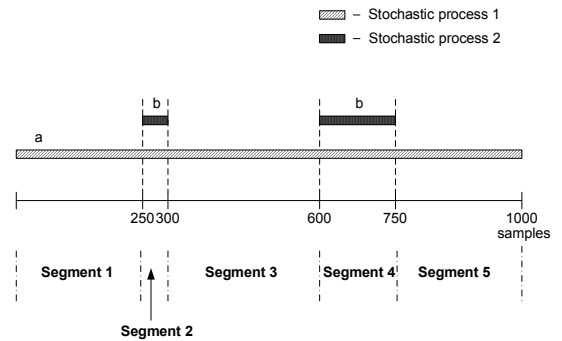 – Stochastic process 1
– Stochastic process 2
b b
a
250 300 600 750 1000
samples
Segment 1 Segment 3 Segment 4 Segment 5
Segment 2